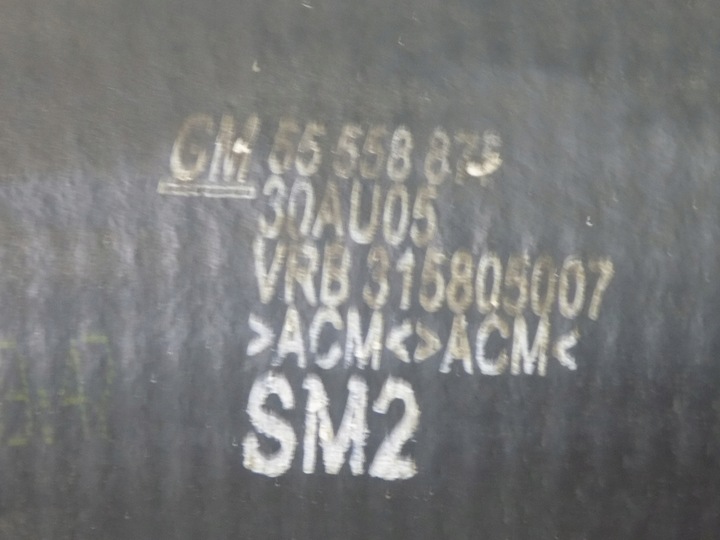 GM 55 558
30AU05
VRB 315805007
>ACM<>ACM<
SM2